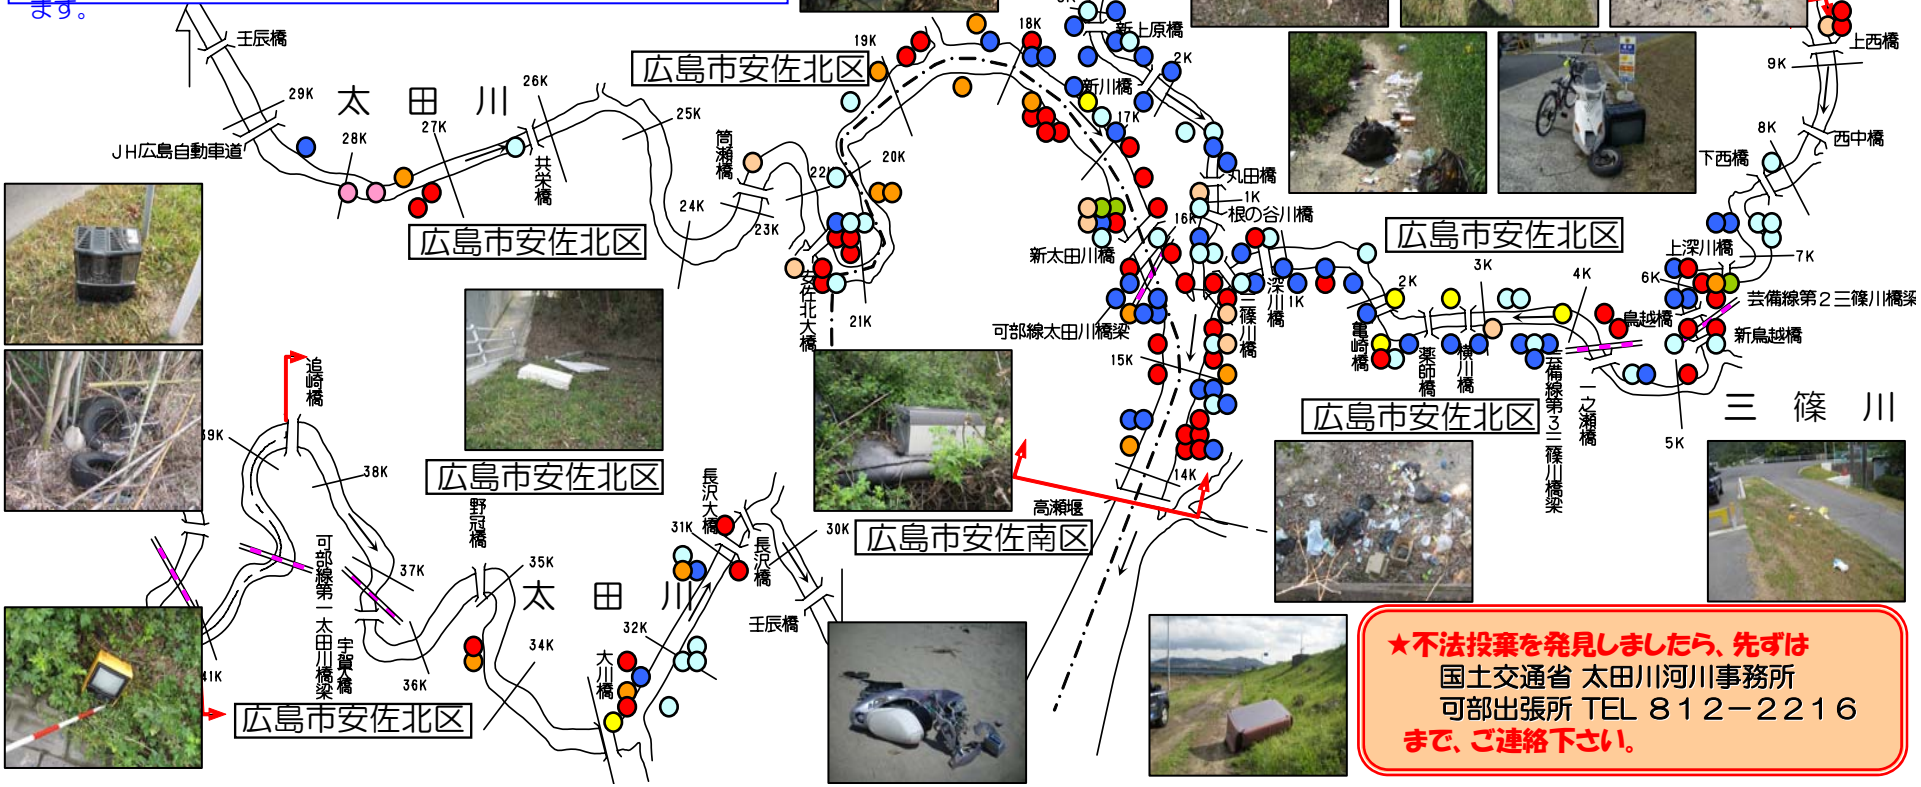 ます。
壬辰橋
29K
JH広島自動車道
28K
太田川
27K
26K
共栄橋
広島市安佐北区
25K
24K
筒瀬橋
23K
22K
広島市安佐北区
19K
20K
21K
安佐北大橋
18K
新上原橋
2K
新川橋
17K
丸田橋
1K
根の谷川橋
16K
新太田川橋
可部線太田川橋梁
15K
三篠川橋
深川橋
1K
14K
高瀬堰
広島市安佐南区
広島市安佐北区
2K
亀崎橋
薬師橋
3K
横川橋
4K
芸備線第3三篠川橋梁
一之瀬橋
鳥越橋
5K
6K
上深川橋
7K
芸備線第2三篠川橋梁
新鳥越橋
三篠川
下西橋
8K
西中橋
9K
上西橋
広島市安佐北区
追崎橋
39K
38K
37K
可部線第一太田川橋梁
宇賀大橋
36K
41K
広島市安佐北区
広島市安佐北区
野冠橋
35K
太田川
34K
大川橋
32K
31K
長沢大橋
長沢橋
30K
壬辰橋
★不法投棄を発見しましたら、先ずは
国土交通省 太田川河川事務所
可部出張所 TEL 812-2216
まで、ご連絡下さい。